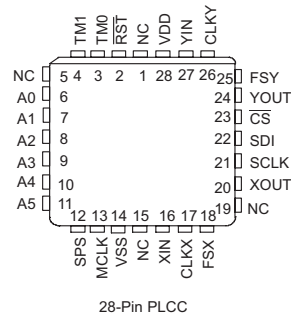 TM1 TM0 RST NC VDD YIN CLKY
4 3 2 1 28 27 26
NC 5 25 FSY
A0 6 24 YOUT
A1 7 23 CS
A2 8 22 SDI
A3 9 21 SCLK
A4 10 20 XOUT
A5 11 19 NC
12 13 14 15 16 17 18
SPS MCLK VSS NC XIN CLKX FSX
28-Pin PLCC